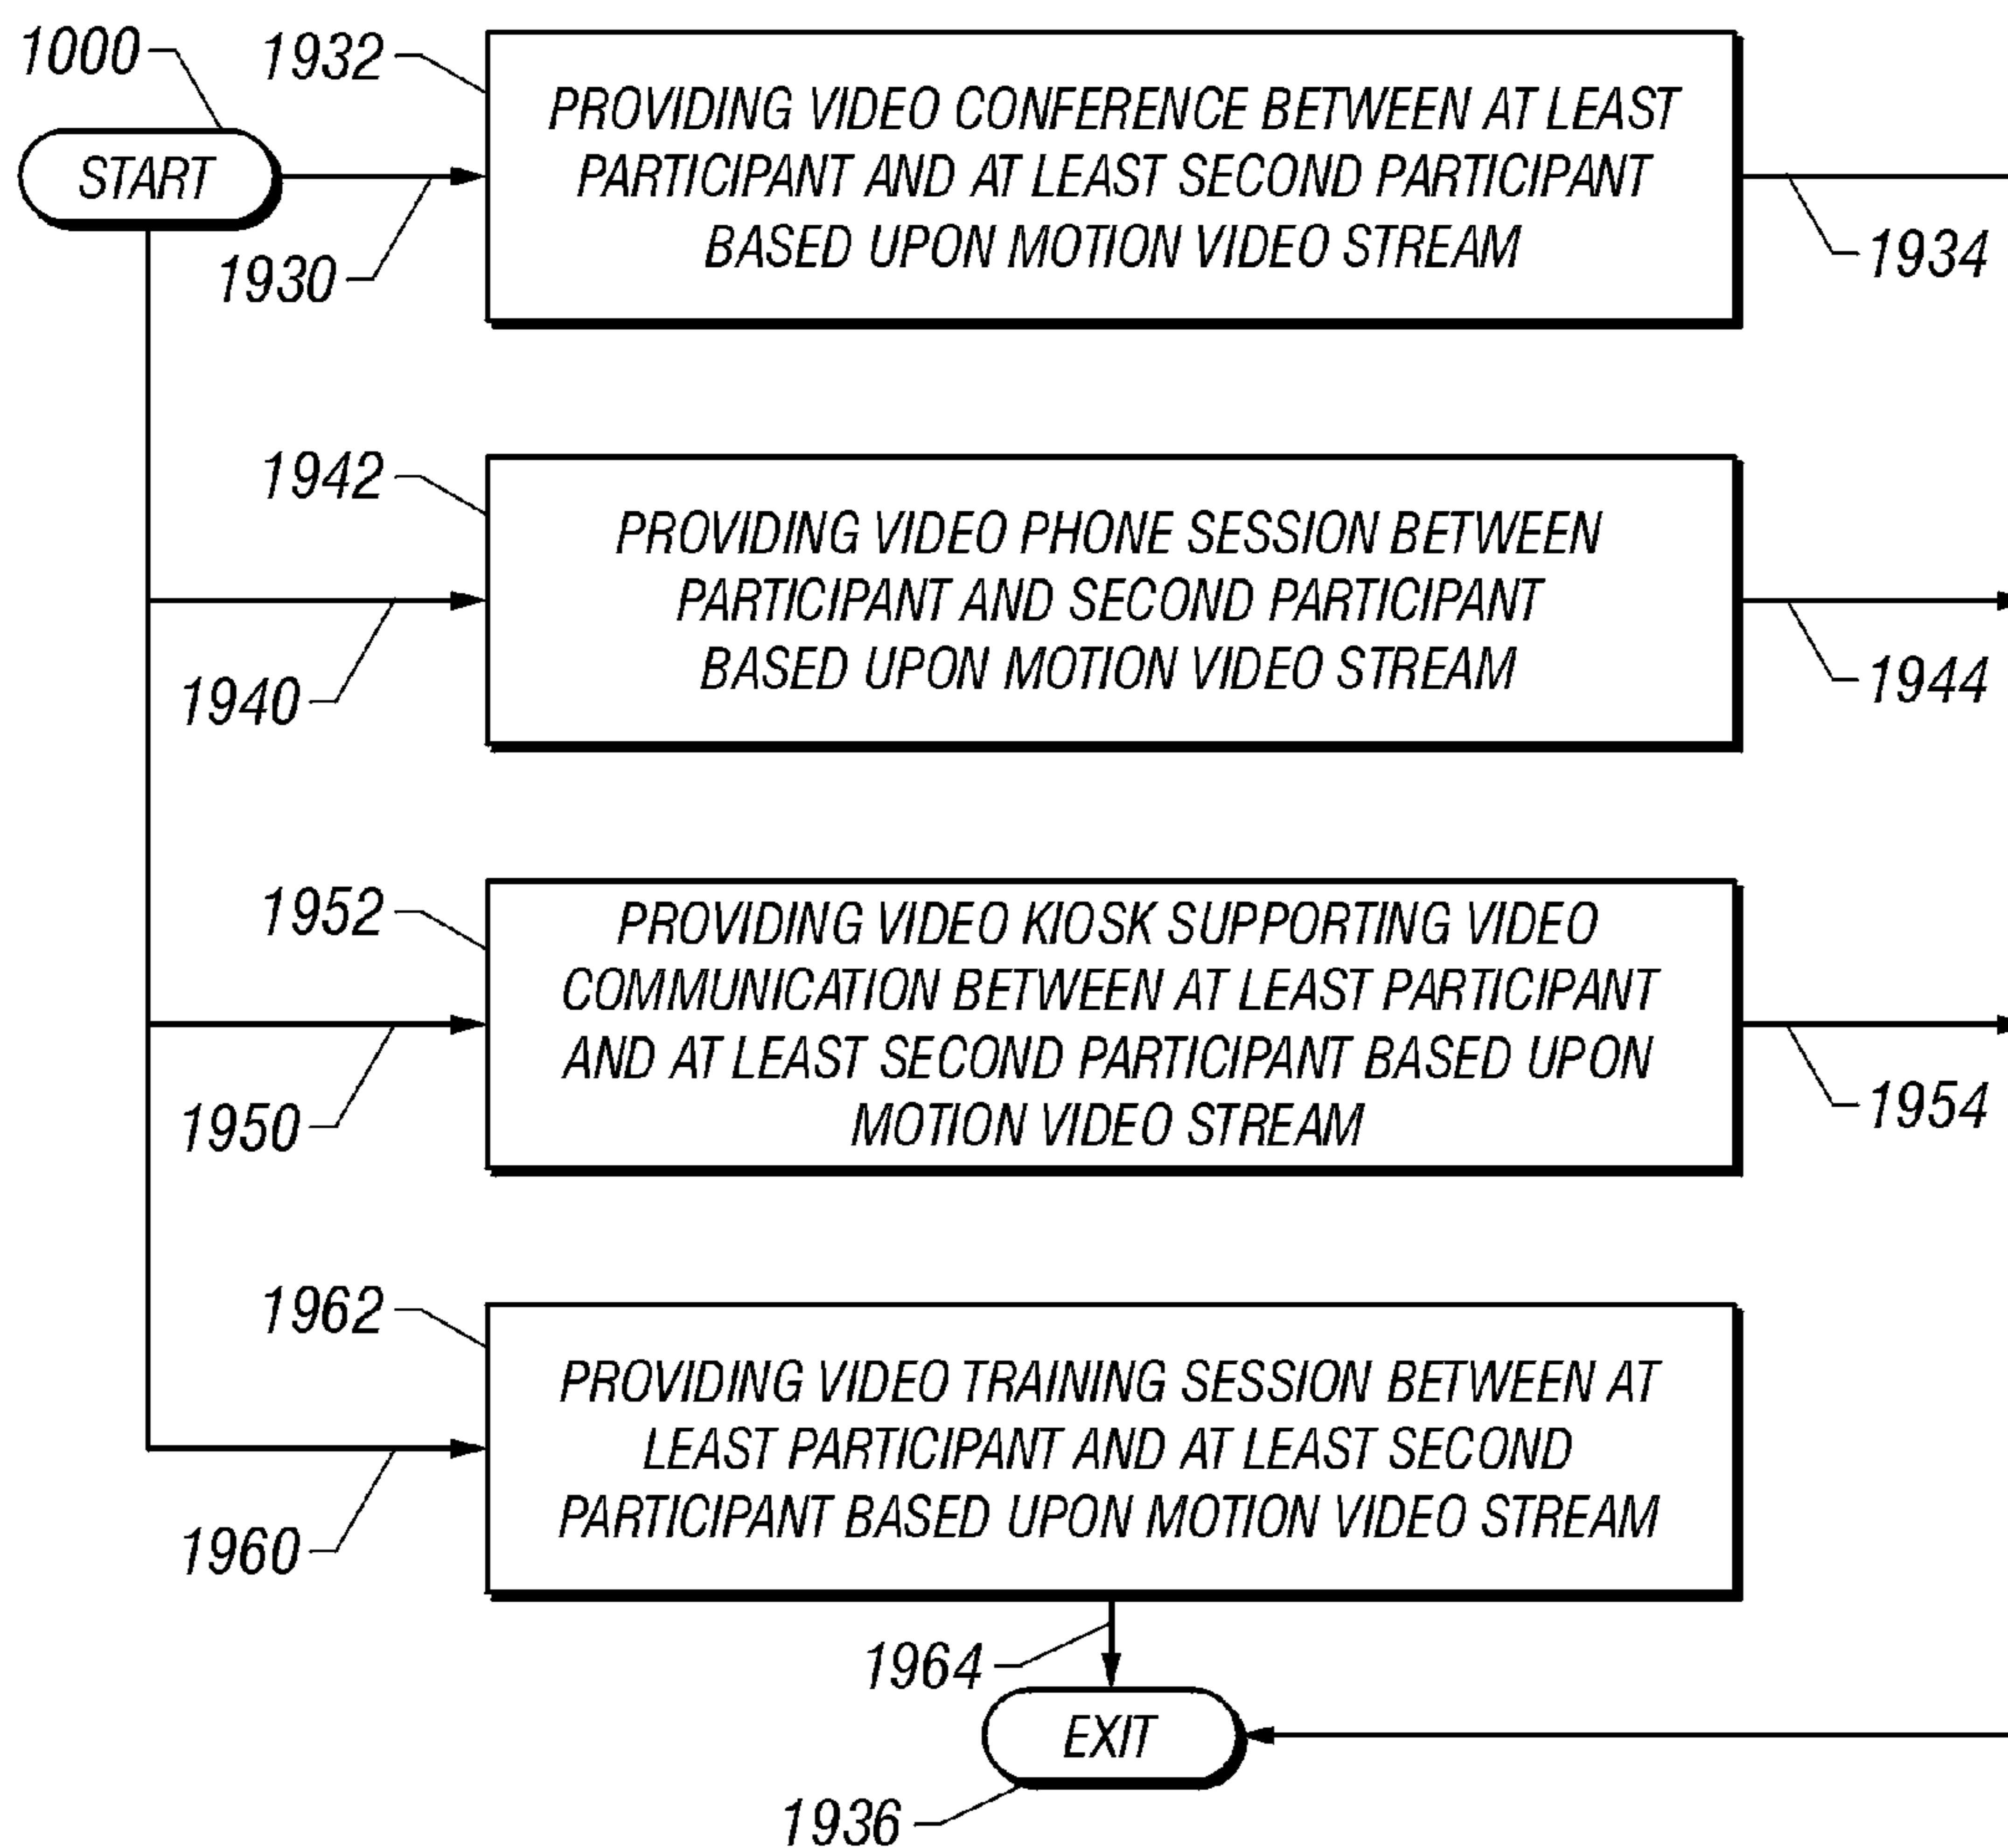 1000
1932
START
PROVIDING VIDEO CONFERENCE BETWEEN AT LEAST
PARTICIPANT AND AT LEAST SECOND PARTICIPANT
BASED UPON MOTION VIDEO STREAM
1930
1934
1942
PROVIDING VIDEO PHONE SESSION BETWEEN
PARTICIPANT AND SECOND PARTICIPANT
BASED UPON MOTION VIDEO STREAM
1940
1944
1952
PROVIDING VIDEO KIOSK SUPPORTING VIDEO
COMMUNICATION BETWEEN AT LEAST PARTICIPANT
AND AT LEAST SECOND PARTICIPANT BASED UPON
MOTION VIDEO STREAM
1950
1954
1962
PROVIDING VIDEO TRAINING SESSION BETWEEN AT
LEAST PARTICIPANT AND AT LEAST SECOND
PARTICIPANT BASED UPON MOTION VIDEO STREAM
1960
1964
EXIT
1936